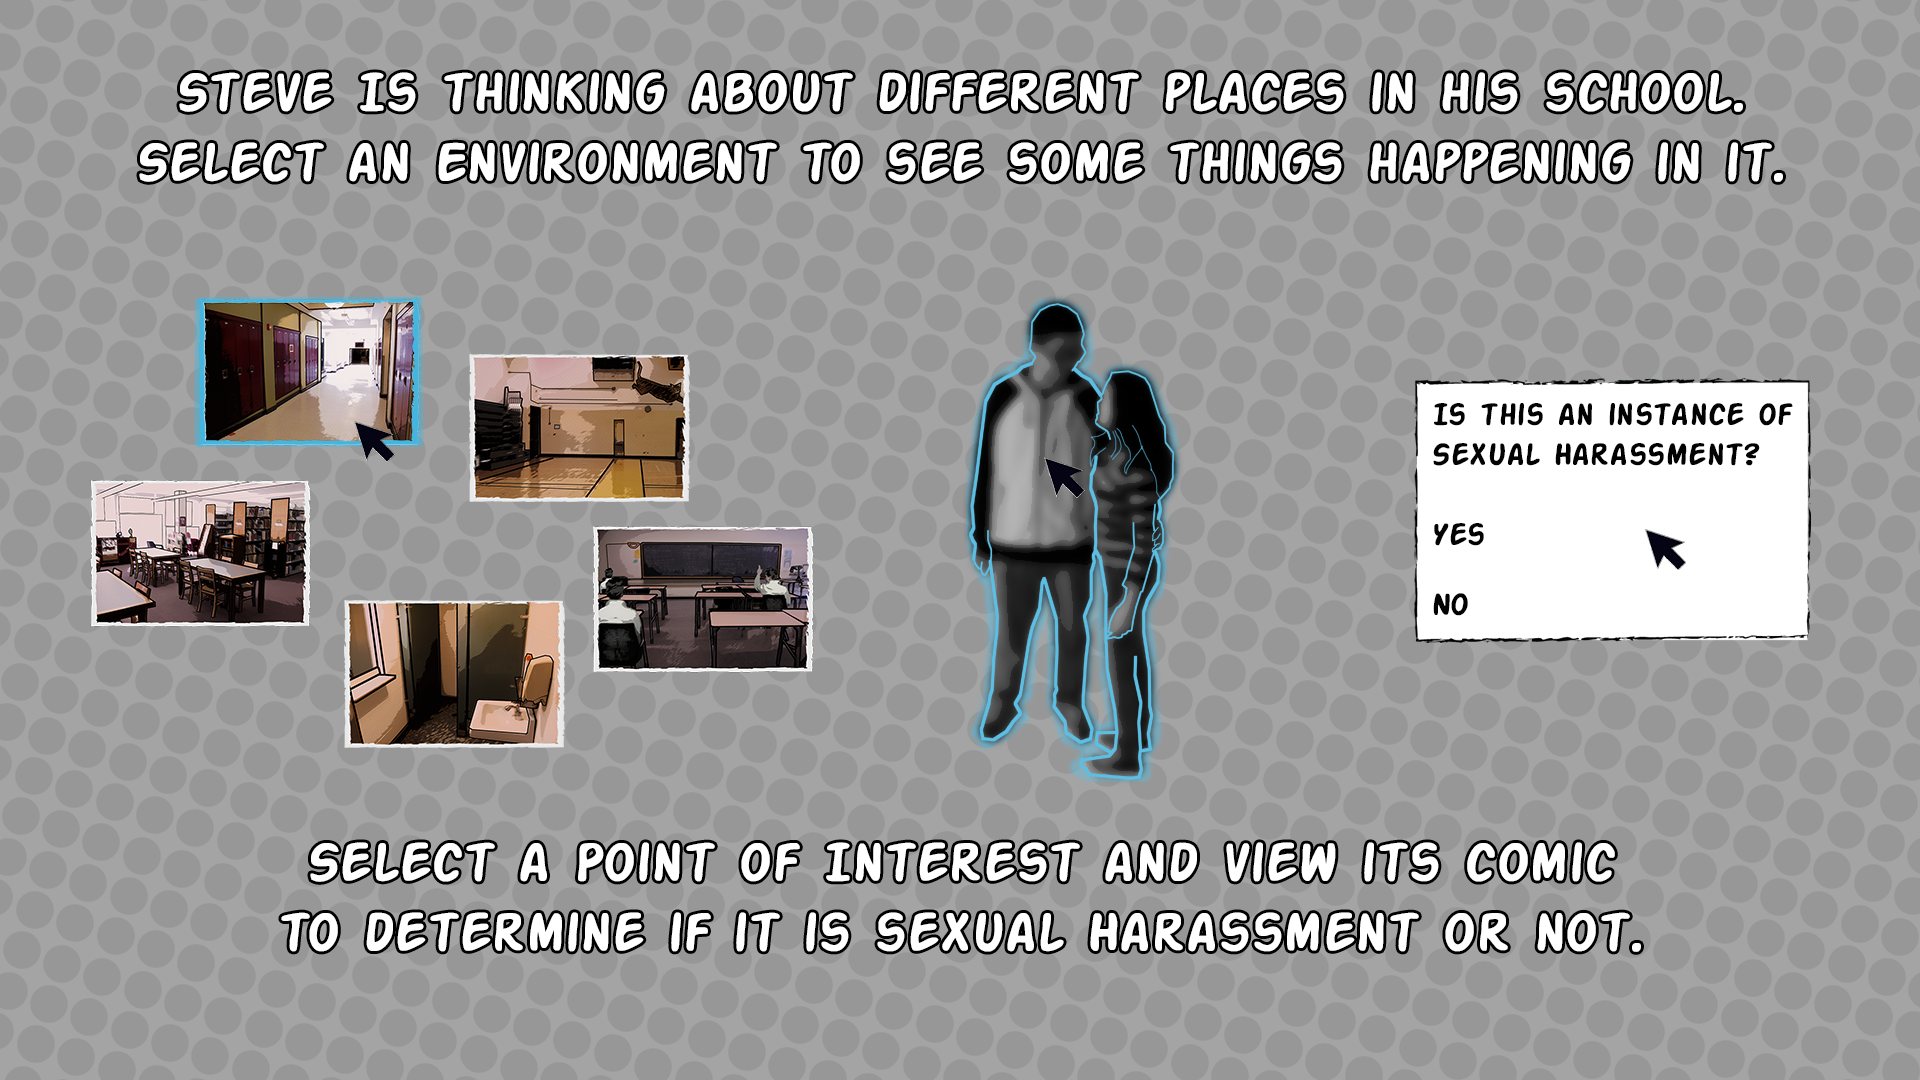 STEVE IS THINKING ABOUT DIFFERENT PLACES IN HIS SCHOOL.
SELECT AN ENVIRONMENT TO SEE SOME THINGS HAPPENING IN IT.
IS THIS AN INSTANCE OF
SEXUAL HARASSMENT?
YES
NO
SELECT A POINT OF INTEREST AND VIEW ITS COMIC
TO DETERMINE IF IT IS SEXUAL HARASSMENT OR NOT.